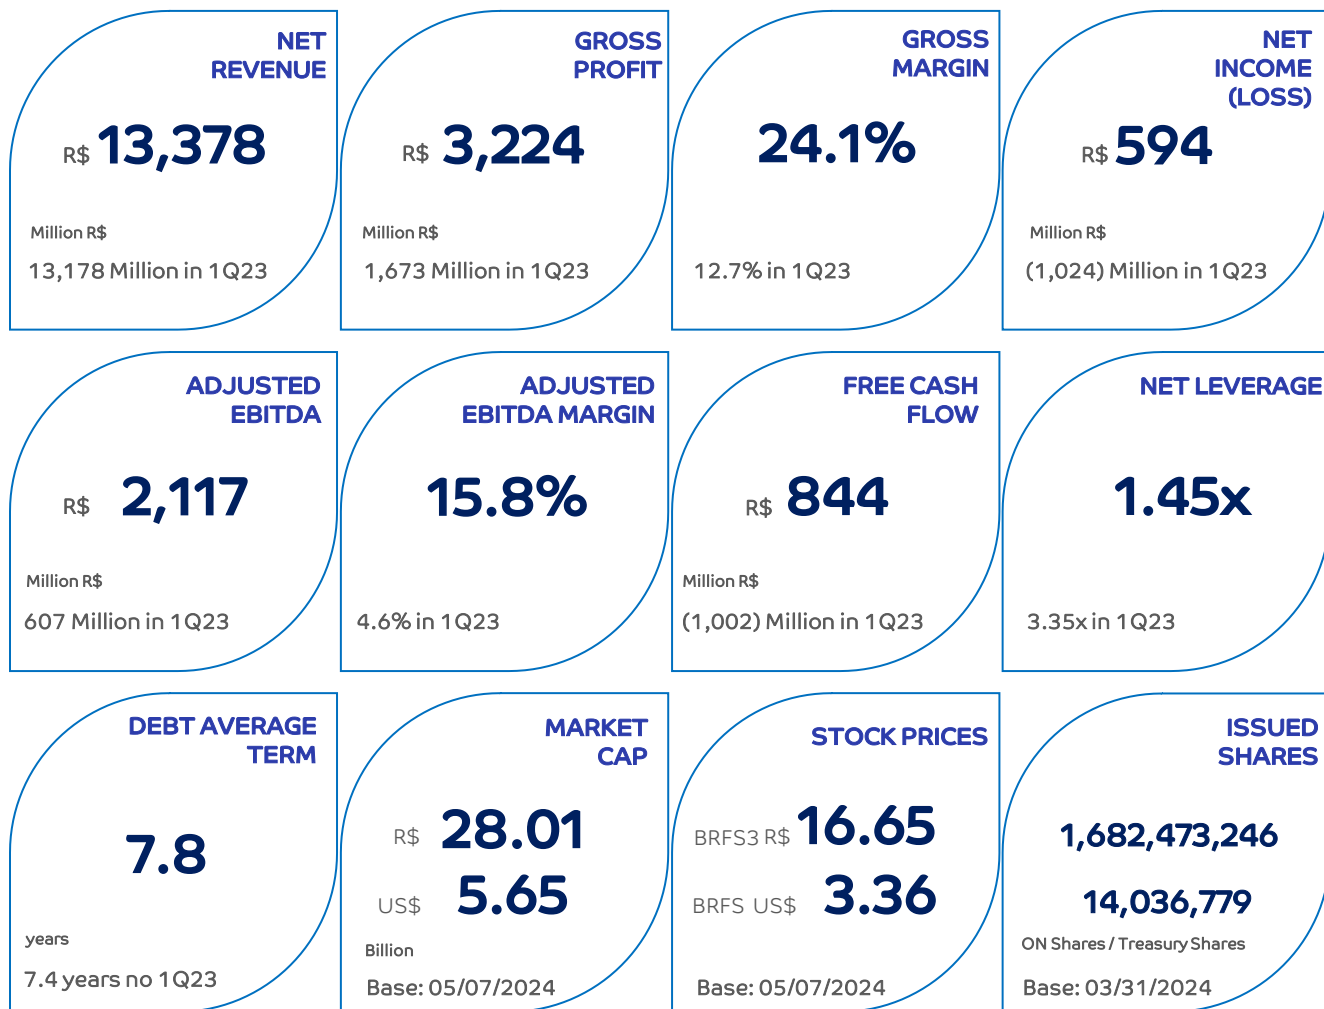 NET
REVENUE
R$ 13,378
Million R$
13,178 Million in 1Q23
GROSS
PROFIT
R$ 3,224
Million R$
1,673 Million in 1Q23
GROSS
MARGIN
24.1%
12.7% in 1Q23
NET
INCOME
(LOSS)
R$ 594
Million R$
(1,024) Million in 1Q23
ADJUSTED
EBITDA
R$ 2,117
Million R$
607 Million in 1Q23
ADJUSTED
EBITDA MARGIN
15.8%
4.6% in 1Q23
FREE CASH
FLOW
R$ 844
Million R$
(1,002) Million in 1Q23
NET LEVERAGE
1.45x
3.35x in 1Q23
DEBT AVERAGE
TERM
7.8
years
7.4 years no 1Q23
MARKET
CAP
R$ 28.01
US$ 5.65
Billion
Base: 05/07/2024
STOCK PRICES
BRFS3 R$ 16.65
BRFS US$ 3.36
Base: 05/07/2024
ISSUED
SHARES
1,682,473,246
14,036,779
ON Shares / Treasury Shares
Base: 03/31/2024